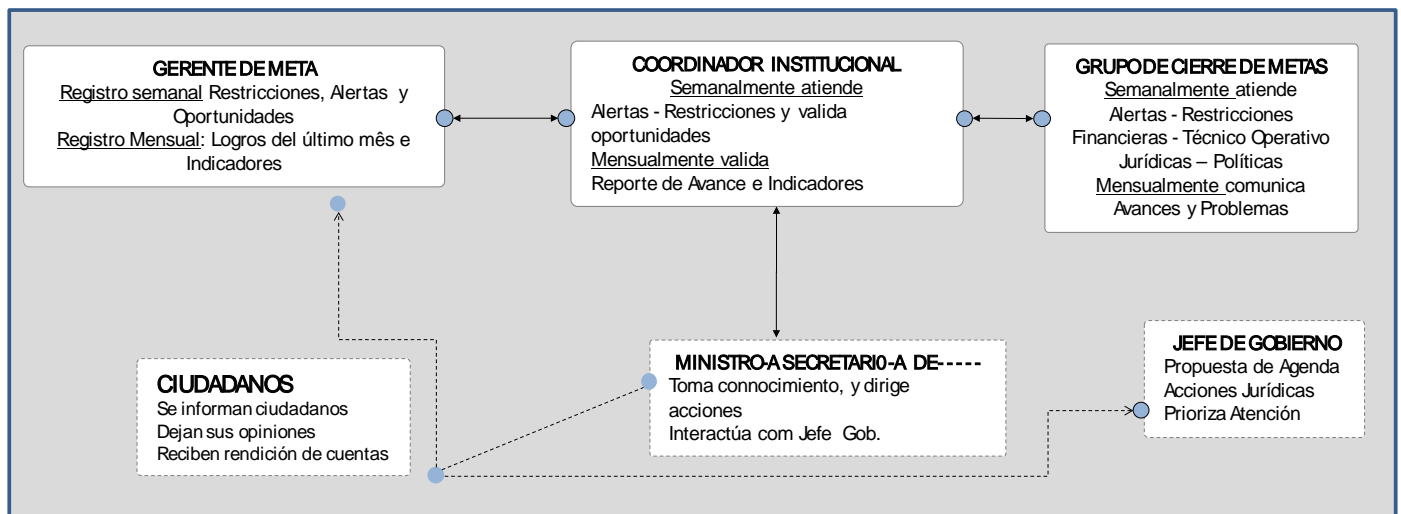 GERENTE DE META
Registro semanal Restricciones, Alertas y
Oportunidades
Registro Mensual: Logros del último mês e
Indicadores
COORDINADOR INSTITUCIONAL
Semanalmente atiende
Alertas - Restricciones y valida
oportunidades
Mensualmente valida
Reporte de Avance e Indicadores
GRUPO DE CIERRE DE METAS
Semanalmente atiende
Alertas - Restricciones
Financieras - Técnico Operativo
Jurídicas – Políticas
Mensualmente comunica
Avances y Problemas
CIUDADANOS
Se informan ciudadanos
Dejan sus opiniones
Reciben rendición de cuentas
MINISTRO-A SECRETARI0-A DE-----
Toma connocimiento, y dirige
acciones
Interactúa com Jefe Gob.
JEFE DE GOBIERNO
Propuesta de Agenda
Acciones Jurídicas
Prioriza Atención